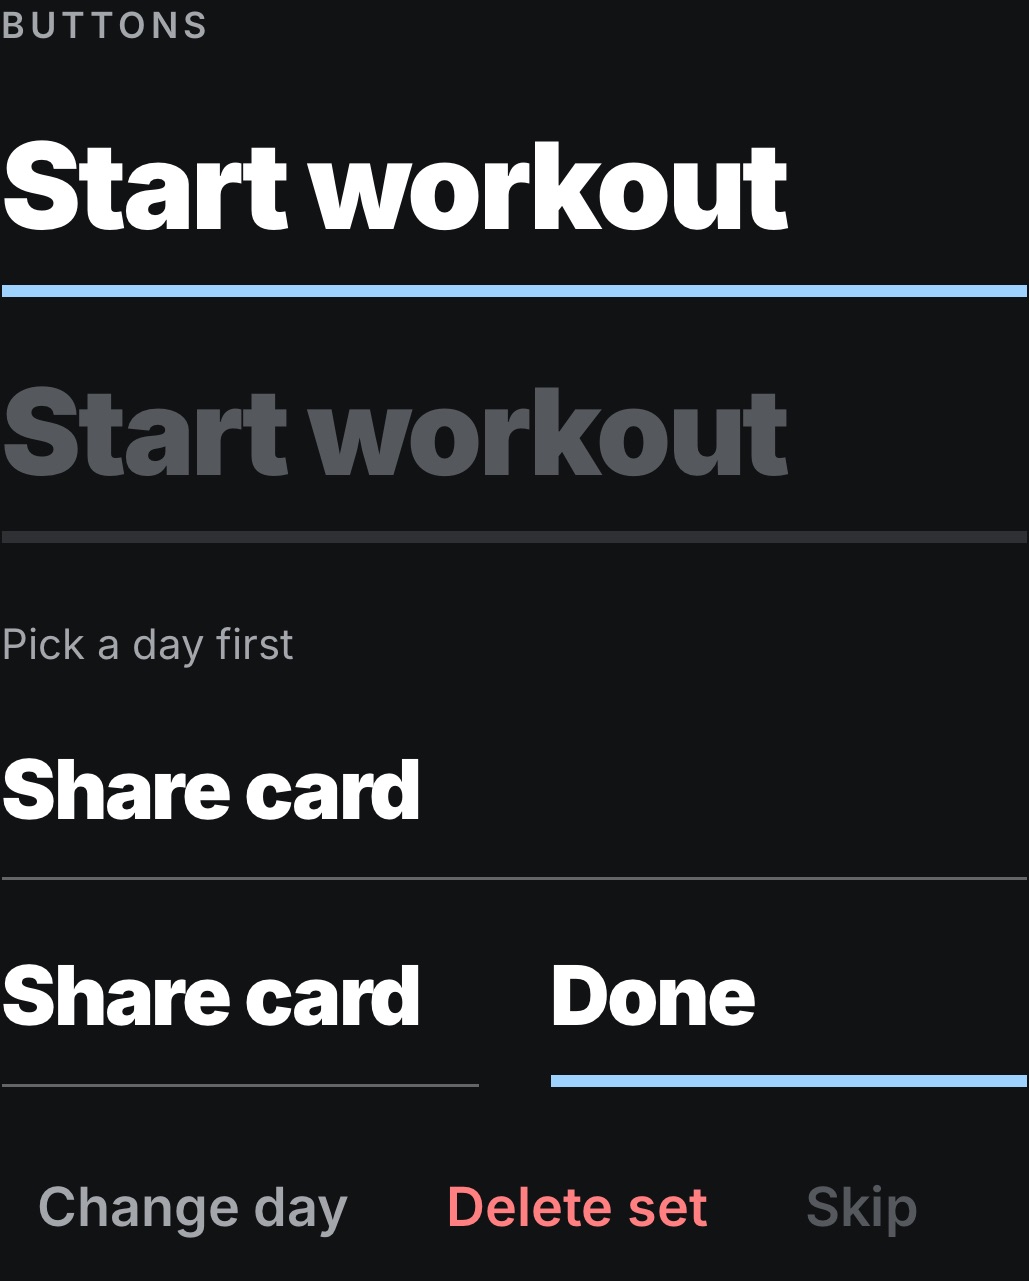 BUTTONS
Start workout
Start workout
Pick a day first
Share card
Share card Done
Change day Delete set Skip